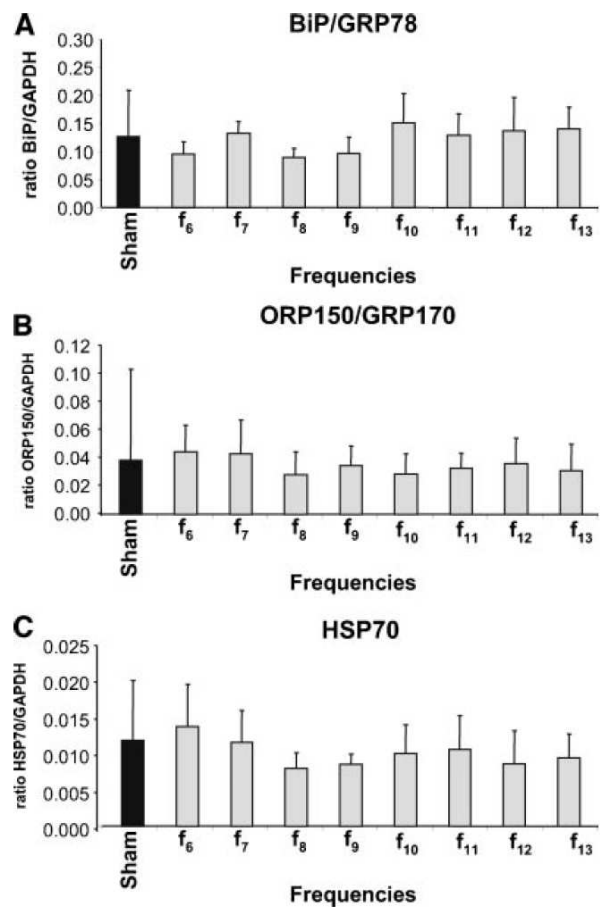 A
BiP/GRP78
ratio BiP/GAPDH
0.30
0.25
0.20
0.15
0.10
0.05
0.00
Sham f₆ f₇ f₈ f₉ f₁₀ f₁₁ f₁₂ f₁₃
Frequencies
B
ORP150/GRP170
ratio ORP150/GAPDH
0.12
0.10
0.08
0.06
0.04
0.02
0.00
Sham f₆ f₇ f₈ f₉ f₁₀ f₁₁ f₁₂ f₁₃
Frequencies
C
HSP70
ratio HSP70/GAPDH
0.025
0.020
0.015
0.010
0.005
0.000
Sham f₆ f₇ f₈ f₉ f₁₀ f₁₁ f₁₂ f₁₃
Frequencies